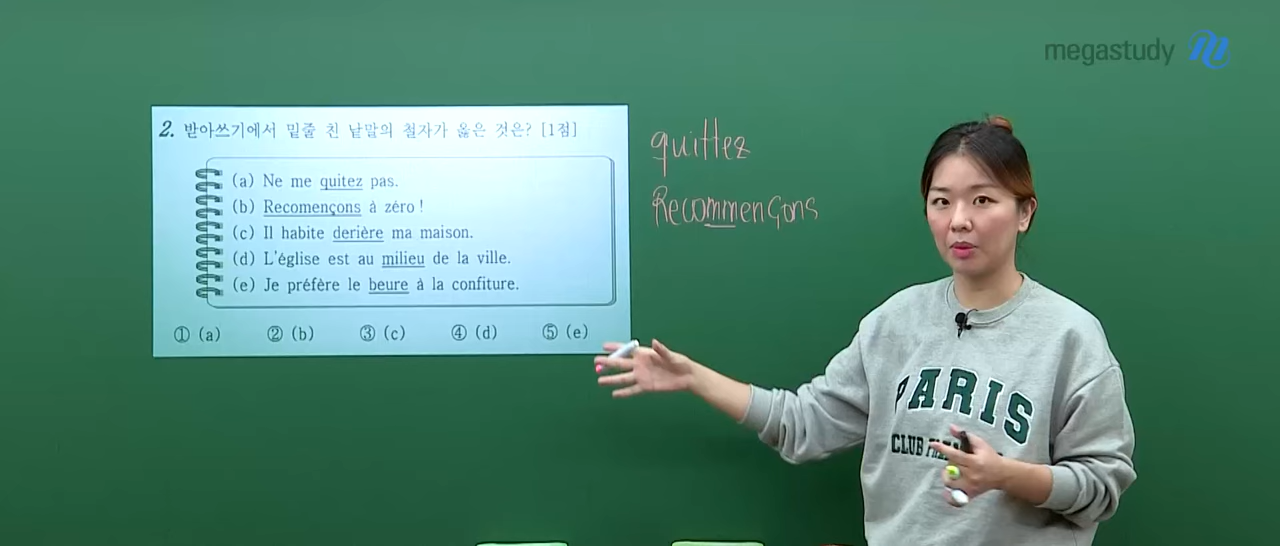 megastudy
2. 받아쓰기에서 밑줄 친 낱말의 철자가 옳은 것은? [1점]
(a) Ne me quitez pas.
(b) Recomençons à zéro !
(c) Il habite derière ma maison.
(d) L'église est au milieu de la ville.
(e) Je préfère le beure à la confiture.
① (a) ② (b) ③ (c) ④ (d) ⑤ (e)
quittez
Recommençons
PARIS
CLUB